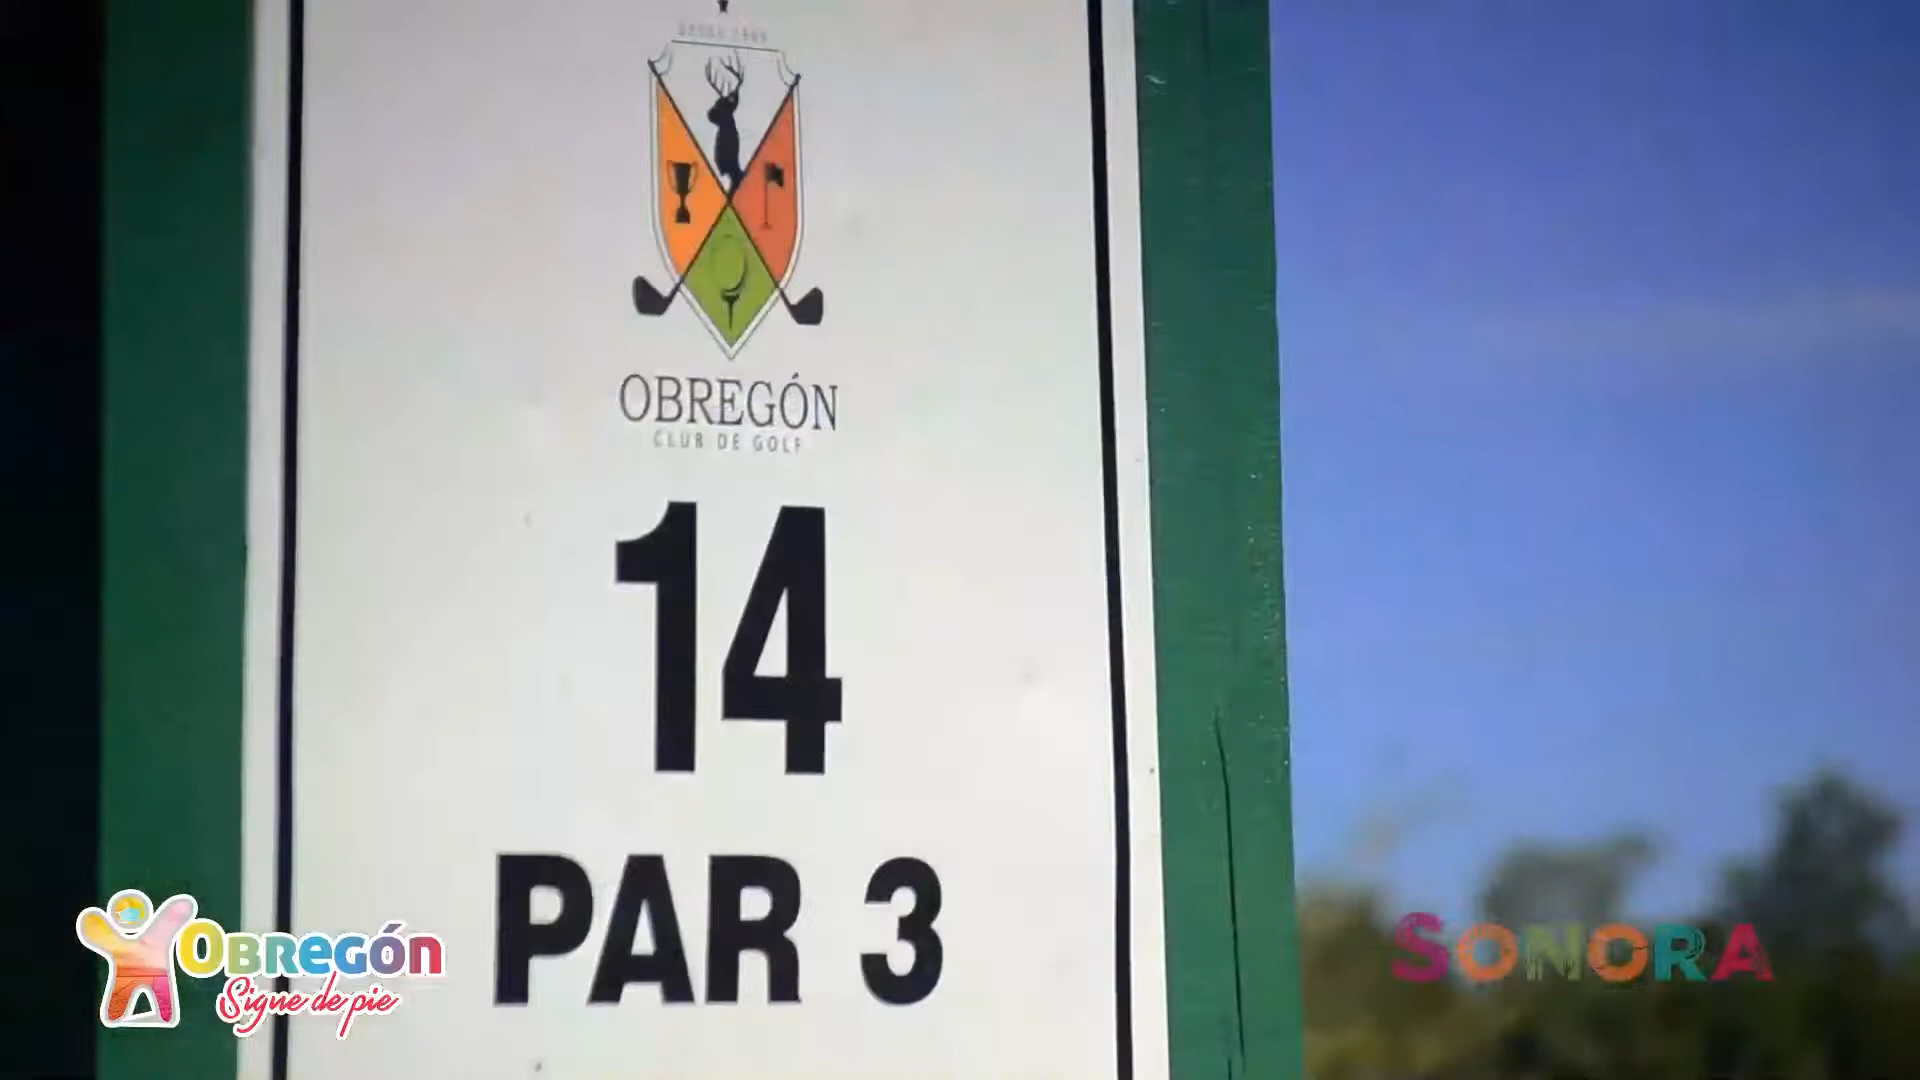 OBREGÓN
CLUB DE GOLF
14
PAR 3
OBREGÓN
Sigue de pie
SONORA